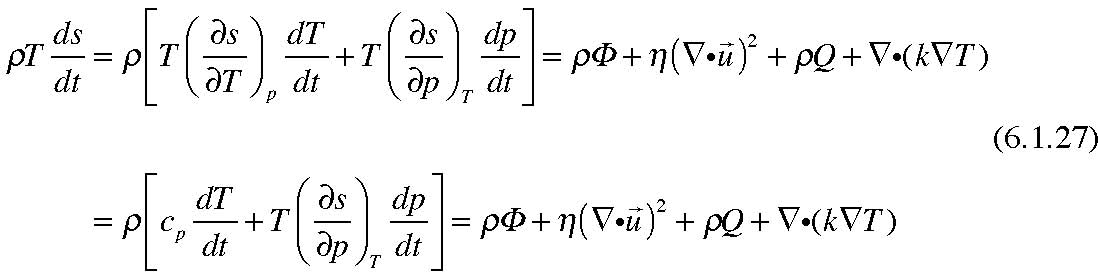 ρT ds/dt = ρ[T(∂s/∂T)_p dT/dt + T(∂s/∂p)_T dp/dt] = ρΦ + η(∇•u⃗)² + ρQ + ∇•(k∇T)
(6.1.27)
= ρ[c_p dT/dt + T(∂s/∂p)_T dp/dt] = ρΦ + η(∇•u⃗)² + ρQ + ∇•(k∇T)